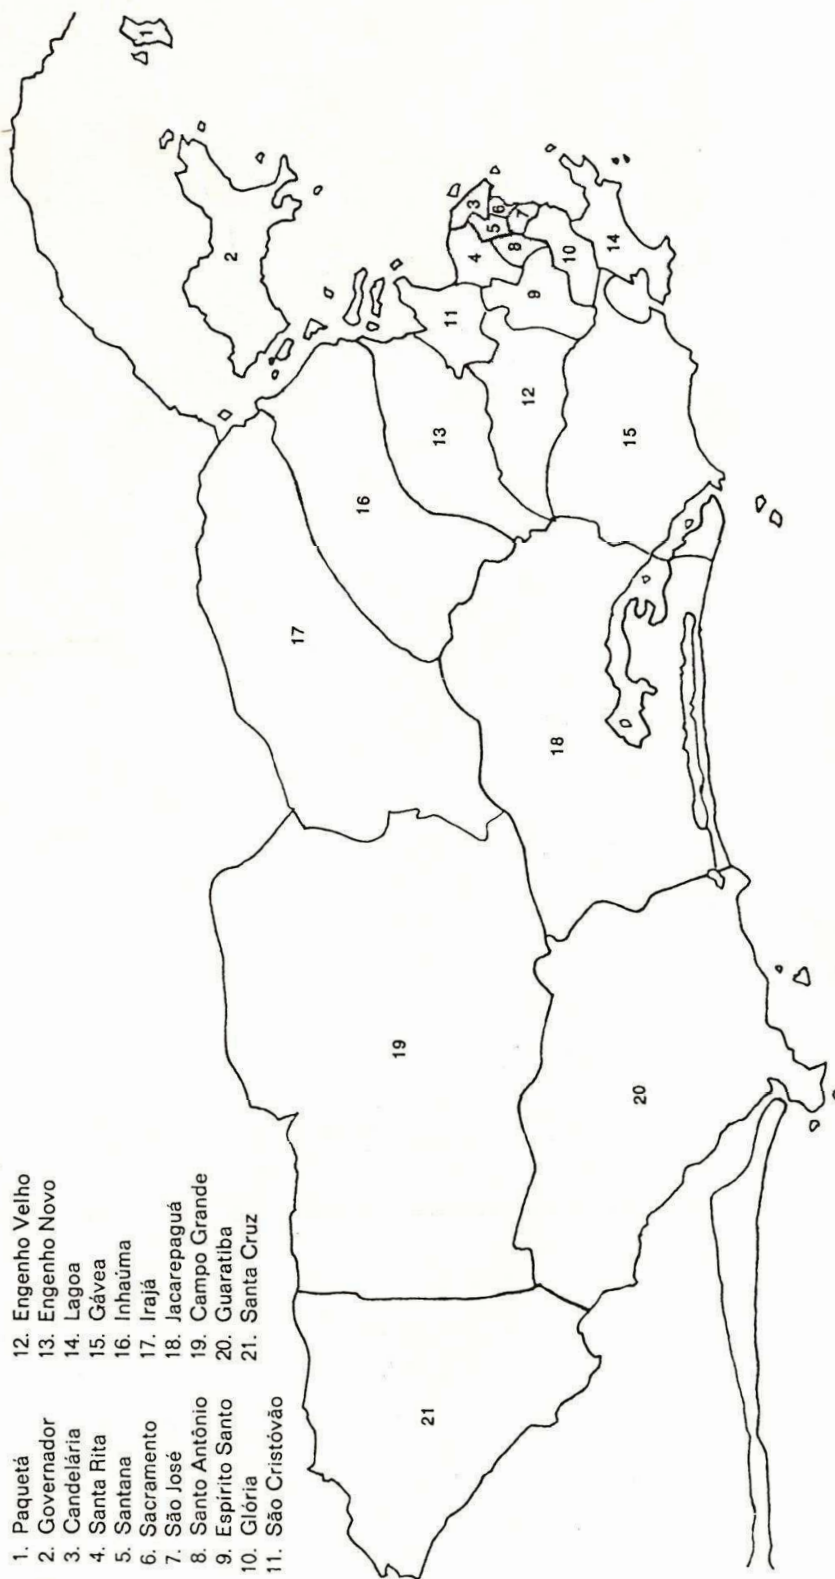 1. Paquetá
2. Governador
3. Candelária
4. Santa Rita
5. Santana
6. Sacramento
7. São José
8. Santo Antônio
9. Espírito Santo
10. Glória
11. São Cristóvão
12. Engenho Velho
13. Engenho Novo
14. Lagoa
15. Gávea
16. Inhaúma
17. Irajá
18. Jacarepaguá
19. Campo Grande
20. Guaratiba
21. Santa Cruz
1
2
3
4
5
6
7
8
9
10
11
12
13
14
15
16
17
18
19
20
21